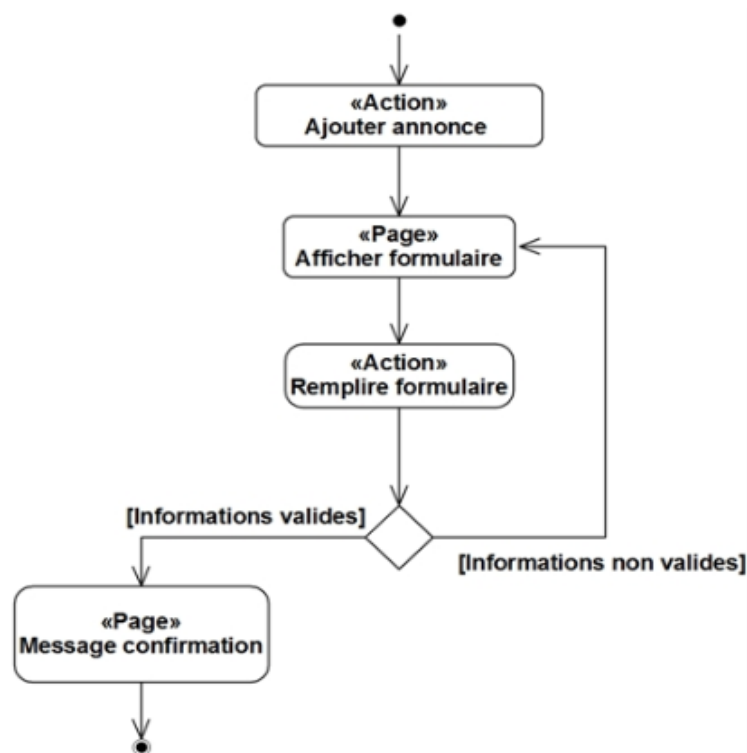 «Action»
Ajouter annonce
«Page»
Afficher formulaire
«Action»
Remplire formulaire
[Informations valides]
[Informations non valides]
«Page»
Message confirmation